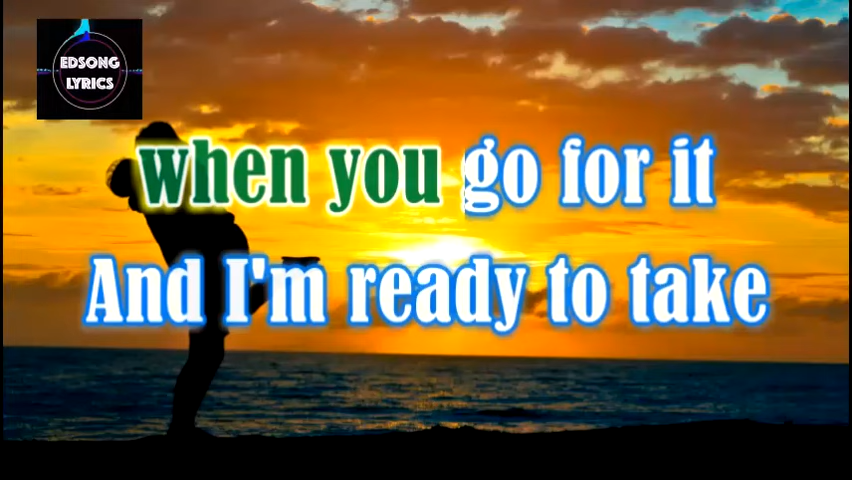 EDSONG
LYRICS
when you go for it
And I'm ready to take